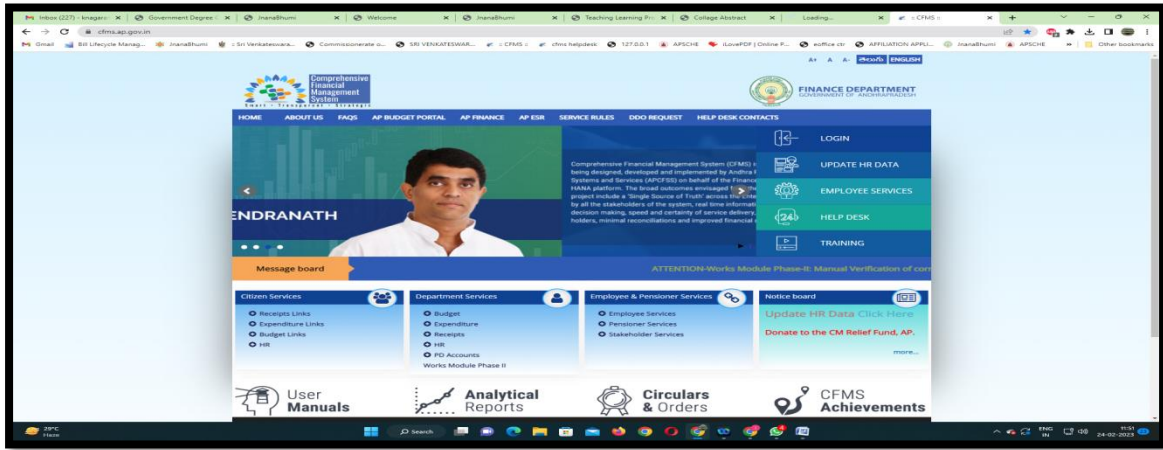 Inbox (227) - knagara
Government Degree
JnanaBhumi
Welcome
JnanaBhumi
Teaching Learning Pro
Collage Abstract
Loading...
:: CFMS ::
cfms.ap.gov.in
Gmail
Bill Lifecycle Manag...
JnanaBhumi
:: Sri Venkateswara...
Commissionerate o...
SRI VENKATESWAR...
:: CPMS ::
cfms helpdesk
127.0.0.1
APSCHE
iLovePDF | Online P...
eoffice ctr
AFFILIATION APPLI...
JnanaBhumi
APSCHE
Other bookmarks
A+ A A- తెలుగు ENGLISH
Comprehensive
Financial
Management
System
Smart - Transparent - Strategic
FINANCE DEPARTMENT
GOVERNMENT OF ANDHRAPRADESH
HOME ABOUT US FAQS AP BUDGET PORTAL AP FINANCE AP ESR SERVICE RULES DDO REQUEST HELP DESK CONTACTS
LOGIN
UPDATE HR DATA
EMPLOYEE SERVICES
24
HELP DESK
TRAINING
ENDRANATH
Comprehensive Financial Management System (CFMS) i
being designed, developed and implemented by Andhra
Systems and Services (APCFSS) on behalf of the Finance
HANA platform. The broad outcomes envisaged
project include a 'Single Source of Truth' across the
by all the stakeholders of the system, real time informat
decision making, speed and certainty of service delivery,
holders, minimal reconciliations and improved financial
Message board
ATTENTION-Works Module Phase-II: Manual Verification of corr
Citizen Services
Receipts Links
Expenditure Links
Budget Links
HR
Department Services
Budget
Expenditure
Receipts
HR
PD Accounts
Works Module Phase II
Employee & Pensioner Services
Employee Services
Pensioner Services
Stakeholder Services
Notice board
Update HR Data Click Here
Donate to the CM Relief Fund, AP.
more...
User
Manuals
Analytical
Reports
Circulars
& Orders
CFMS
Achievements
29°C
Haze
Search
ENG
IN
11:51
24-02-2023